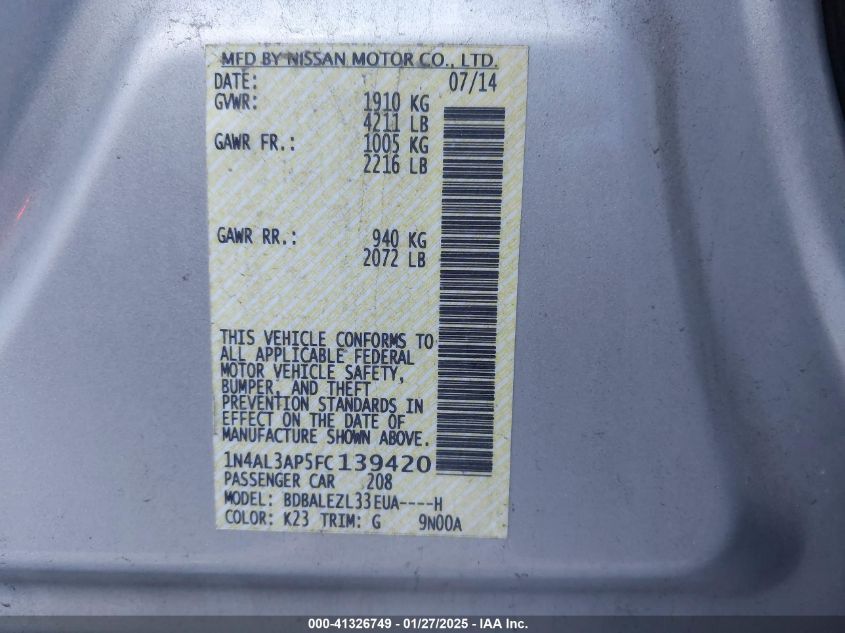 MFD BY NISSAN MOTOR CO., LTD.
DATE: 07/14
GVWR: 1910 KG
4211 LB
GAWR FR.: 1005 KG
2216 LB
GAWR RR.: 940 KG
2072 LB
THIS VEHICLE CONFORMS TO
ALL APPLICABLE FEDERAL
MOTOR VEHICLE SAFETY,
BUMPER, AND THEFT
PREVENTION STANDARDS IN
EFFECT ON THE DATE OF
MANUFACTURE SHOWN ABOVE.
1N4AL3AP5FC139420
PASSENGER CAR 208
MODEL: BDBALEZL33EUA----H
COLOR: K23 TRIM: G 9N00A
000-41326749 - 01/27/2025 - IAA Inc.